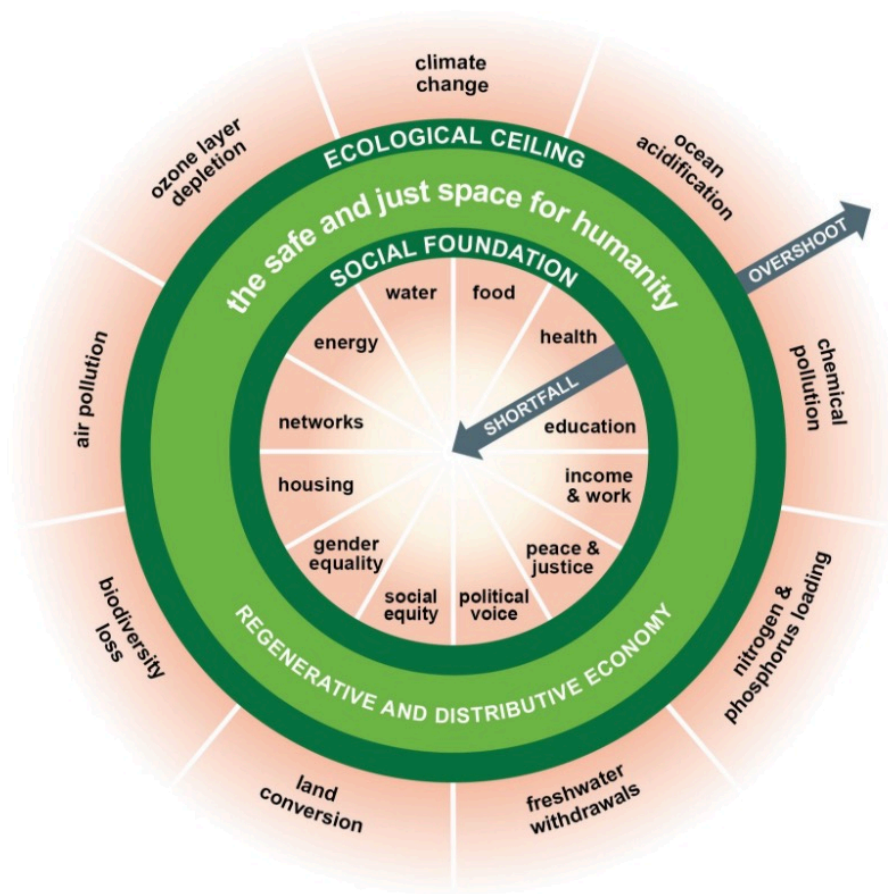 climate
change
ocean
acidification
chemical
pollution
nitrogen &
phosphorus loading
freshwater
withdrawals
land
conversion
biodiversity
loss
air pollution
ozone layer
depletion
OVERSHOOT
ECOLOGICAL CEILING
the safe and just space for humanity
SOCIAL FOUNDATION
water
food
health
SHORTFALL
education
income
& work
peace &
justice
political
voice
social
equity
gender
equality
housing
networks
energy
REGENERATIVE AND DISTRIBUTIVE ECONOMY